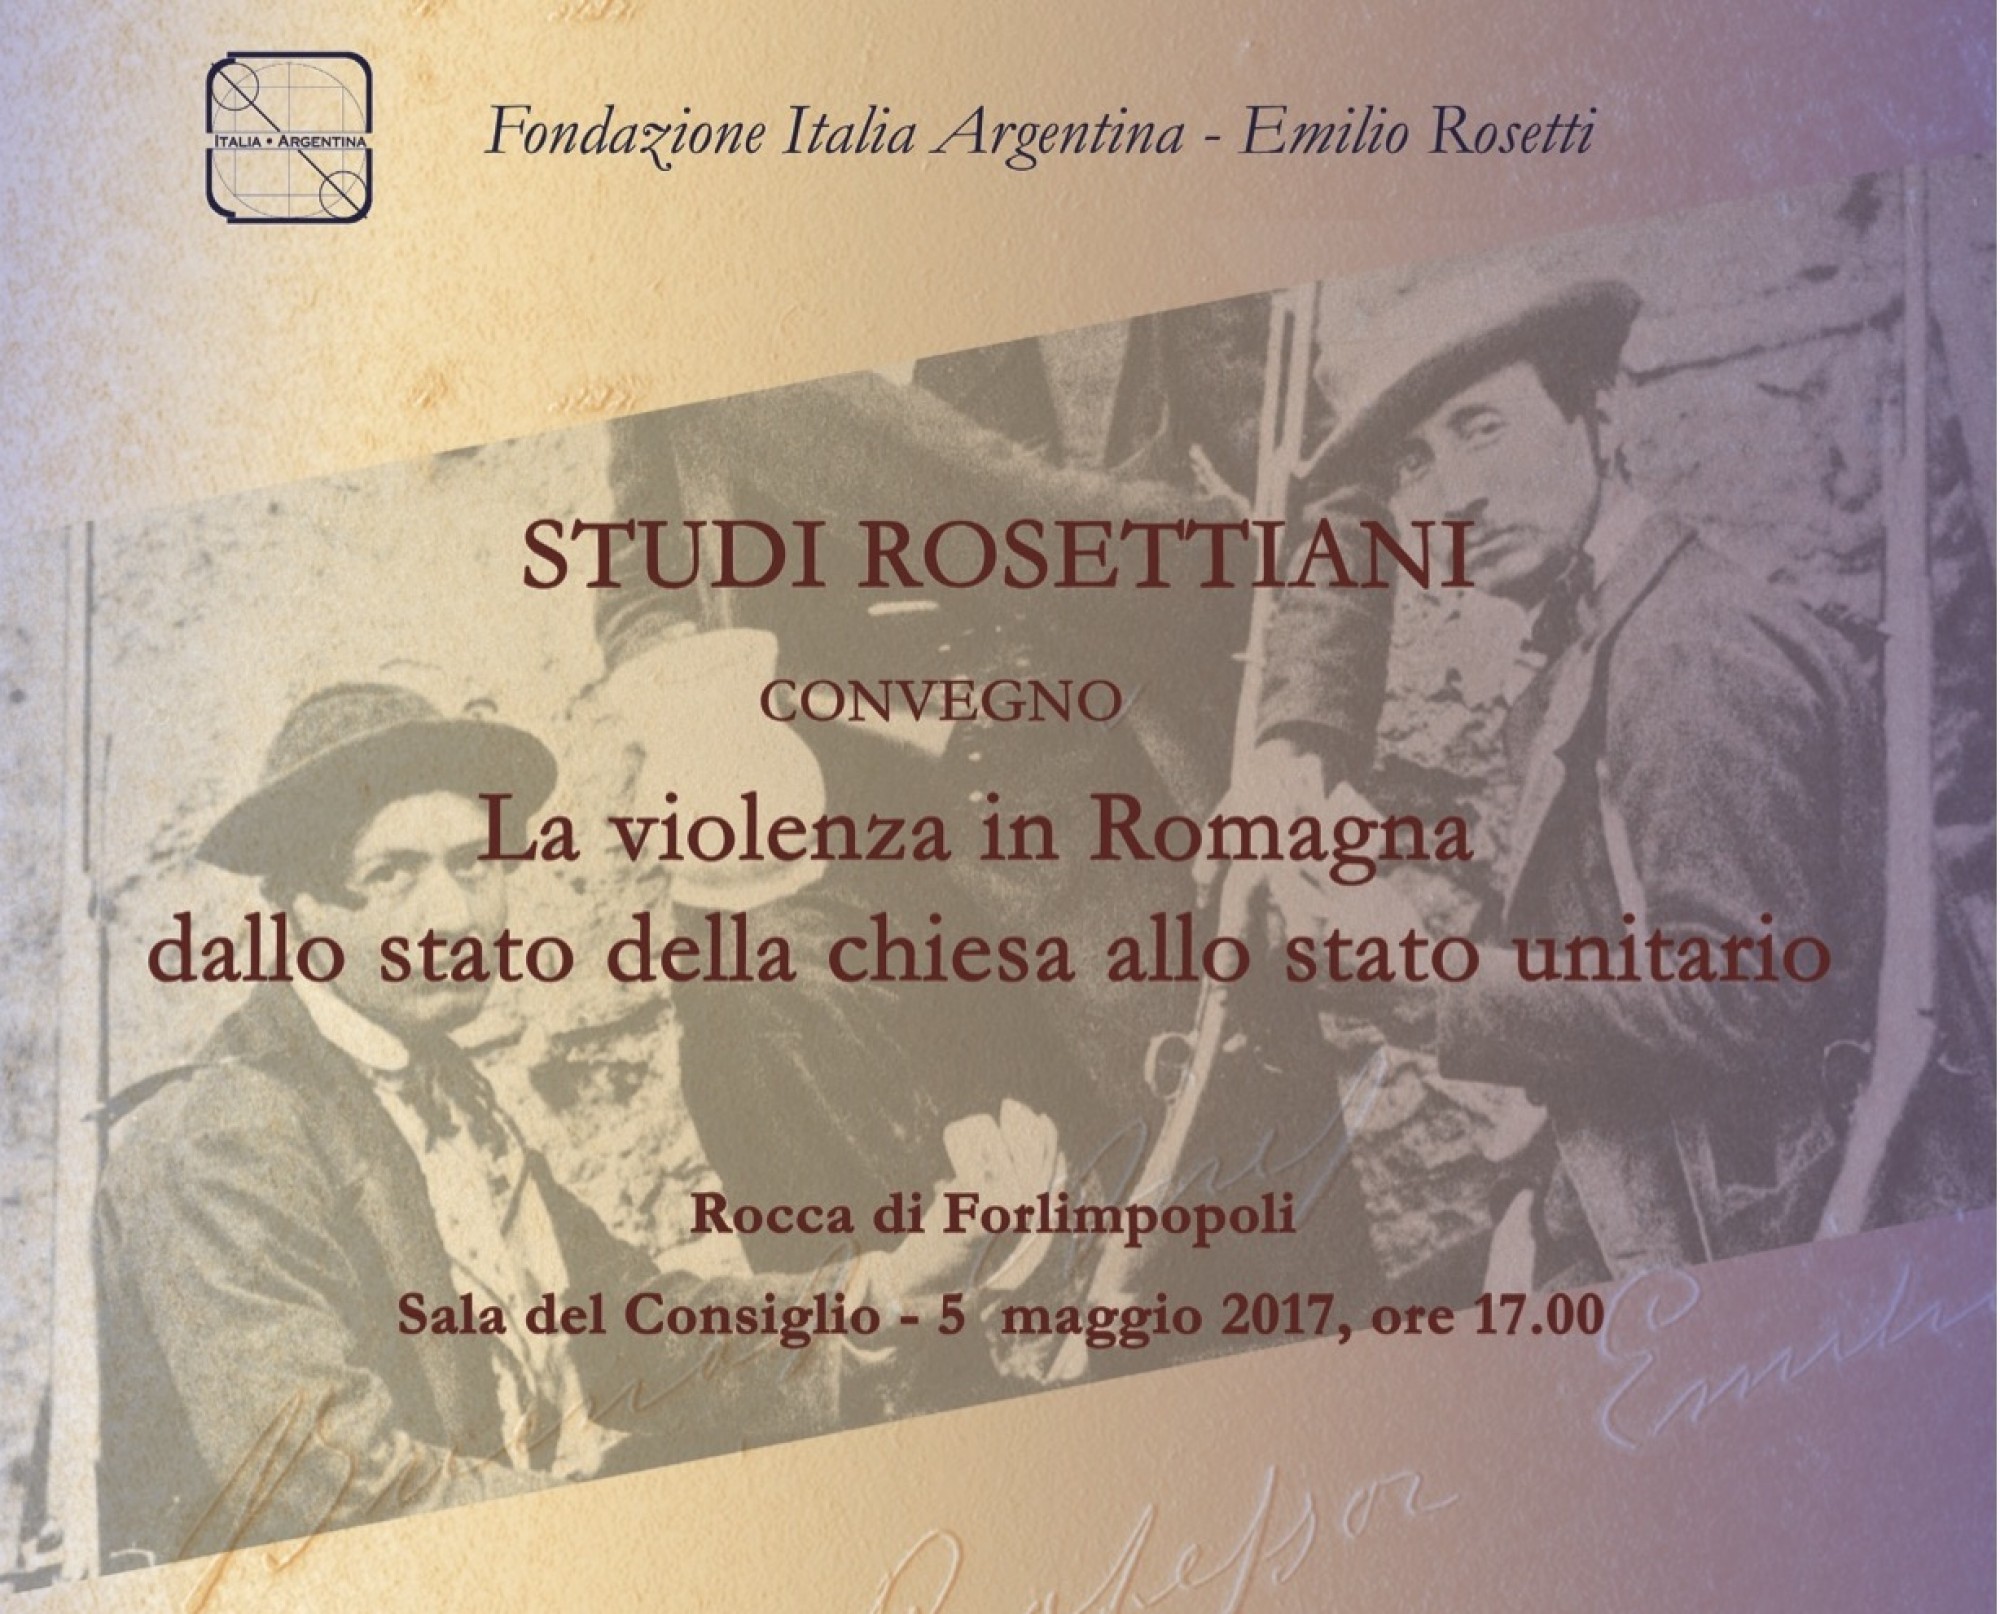 ITALIA • ARGENTINA
Fondazione Italia Argentina - Emilio Rosetti
STUDI ROSETTIANI
CONVEGNO
La violenza in Romagna
dallo stato della chiesa allo stato unitario
Rocca di Forlimpopoli
Sala del Consiglio - 5 maggio 2017, ore 17.00